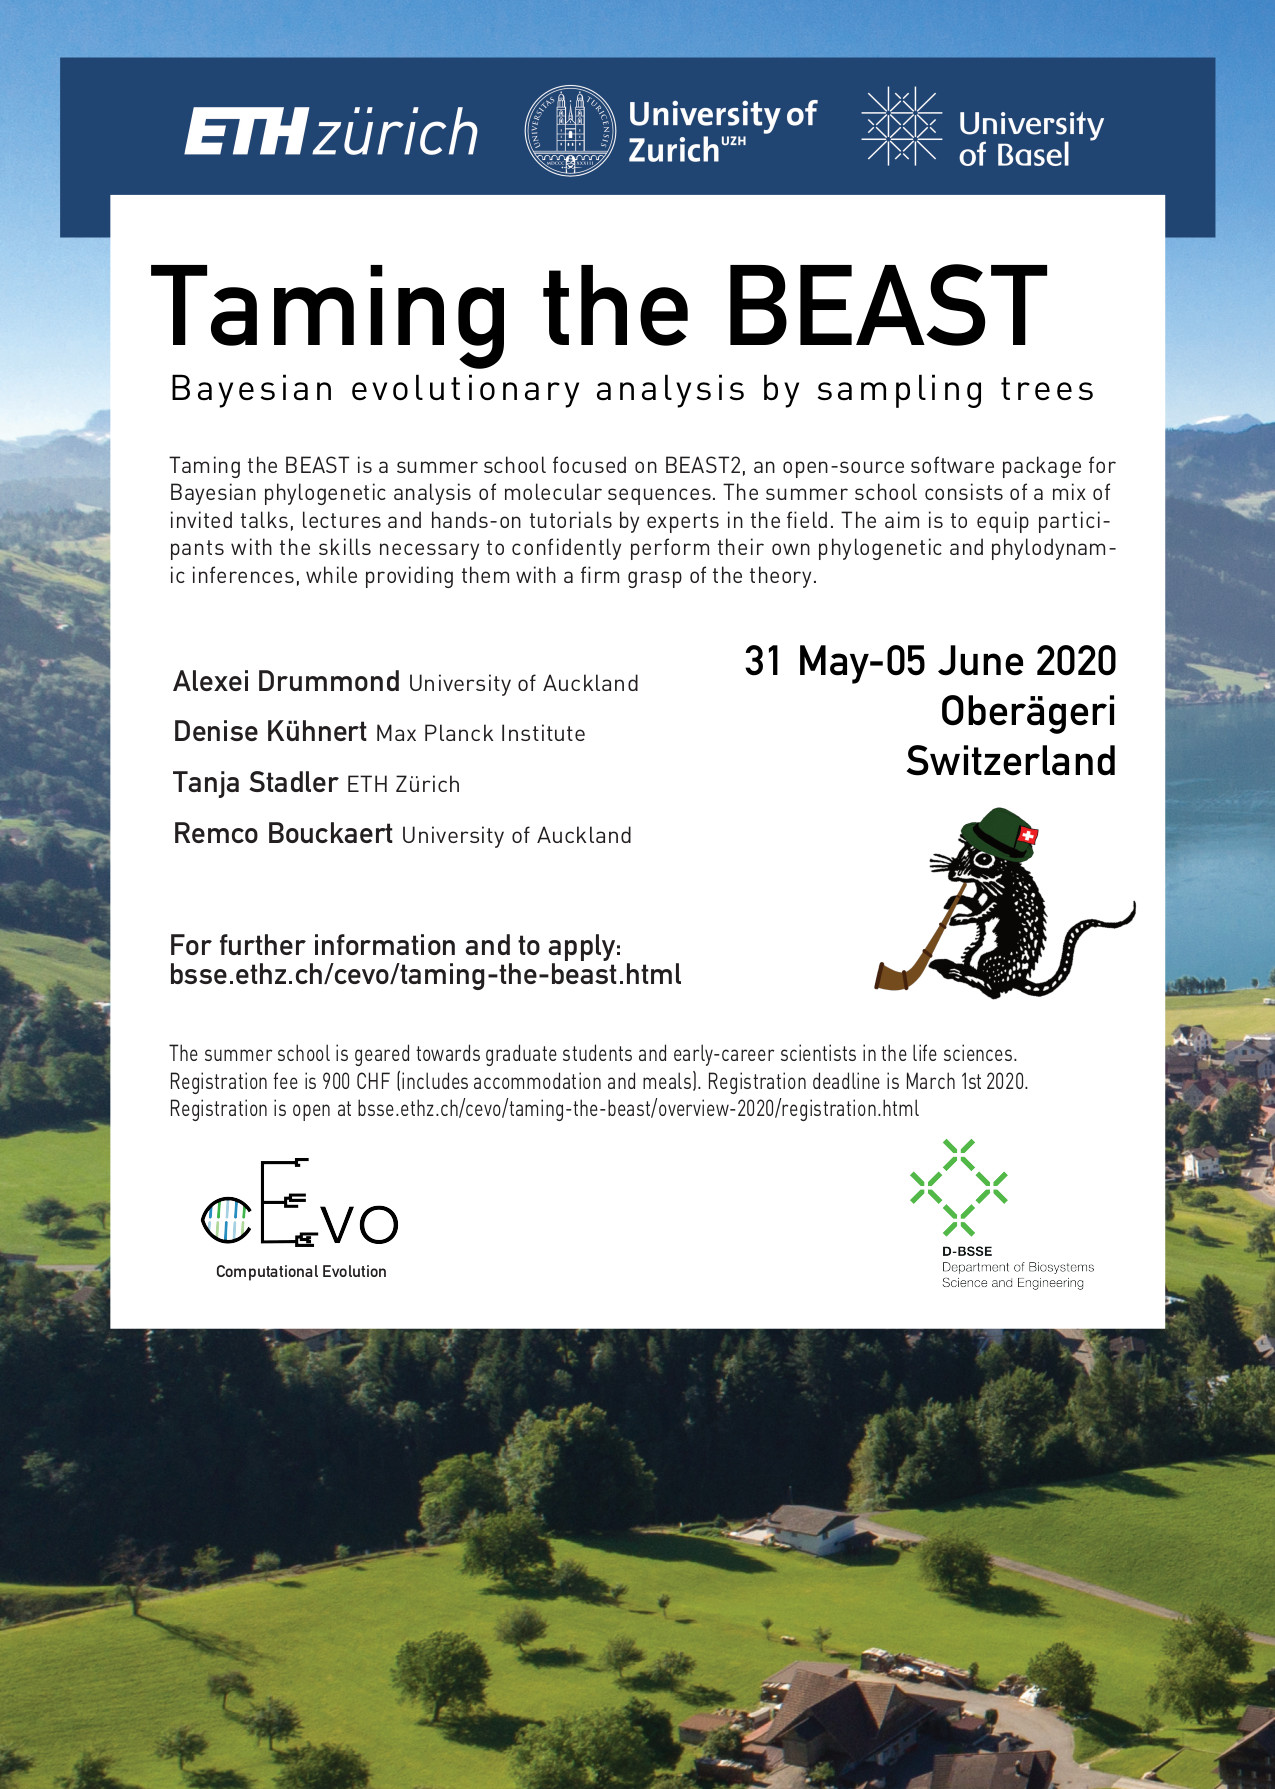 ETH zürich
UNIVERSITAS TURICENSIS
MDCCC XXXIII
University of
Zurich UZH
University
of Basel
Taming the BEAST
Bayesian evolutionary analysis by sampling trees
Taming the BEAST is a summer school focused on BEAST2, an open-source software package for
Bayesian phylogenetic analysis of molecular sequences. The summer school consists of a mix of
invited talks, lectures and hands-on tutorials by experts in the field. The aim is to equip partici-
pants with the skills necessary to confidently perform their own phylogenetic and phylodynam-
ic inferences, while providing them with a firm grasp of the theory.
31 May-05 June 2020
Oberägeri
Switzerland
Alexei Drummond University of Auckland
Denise Kühnert Max Planck Institute
Tanja Stadler ETH Zürich
Remco Bouckaert University of Auckland
For further information and to apply:
bsse.ethz.ch/cevo/taming-the-beast.html
The summer school is geared towards graduate students and early-career scientists in the life sciences.
Registration fee is 900 CHF (includes accommodation and meals). Registration deadline is March 1st 2020.
Registration is open at bsse.ethz.ch/cevo/taming-the-beast/overview-2020/registration.html
cEvo
Computational Evolution
D-BSSE
Department of Biosystems
Science and Engineering